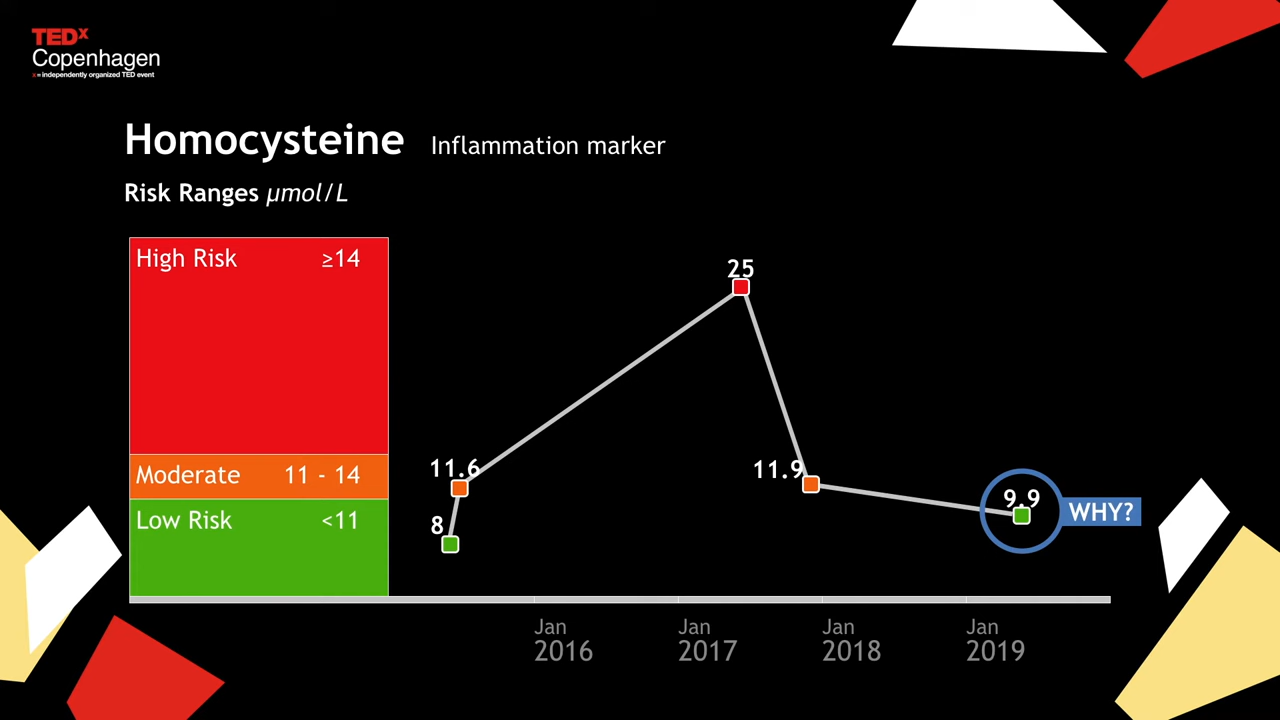 TEDx
Copenhagen
x = independently organized TED event
Homocysteine Inflammation marker
Risk Ranges µmol/L
High Risk ≥14
25
Moderate 11 - 14
11.6
11.9
Low Risk <11
8
9.9
WHY?
Jan 2016
Jan 2017
Jan 2018
Jan 2019